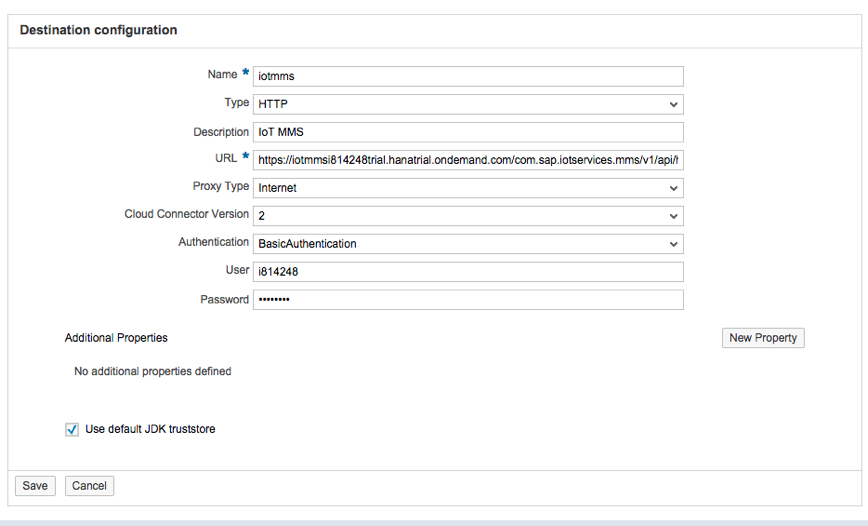 Destination configuration
Name * iotmms
Type HTTP
Description IoT MMS
URL * https://iotmmsi814248trial.hanatrial.ondemand.com/com.sap.iotservices.mms/v1/api/
Proxy Type Internet
Cloud Connector Version 2
Authentication BasicAuthentication
User i814248
Password ••••••••
Additional Properties New Property
No additional properties defined
Use default JDK truststore
Save Cancel